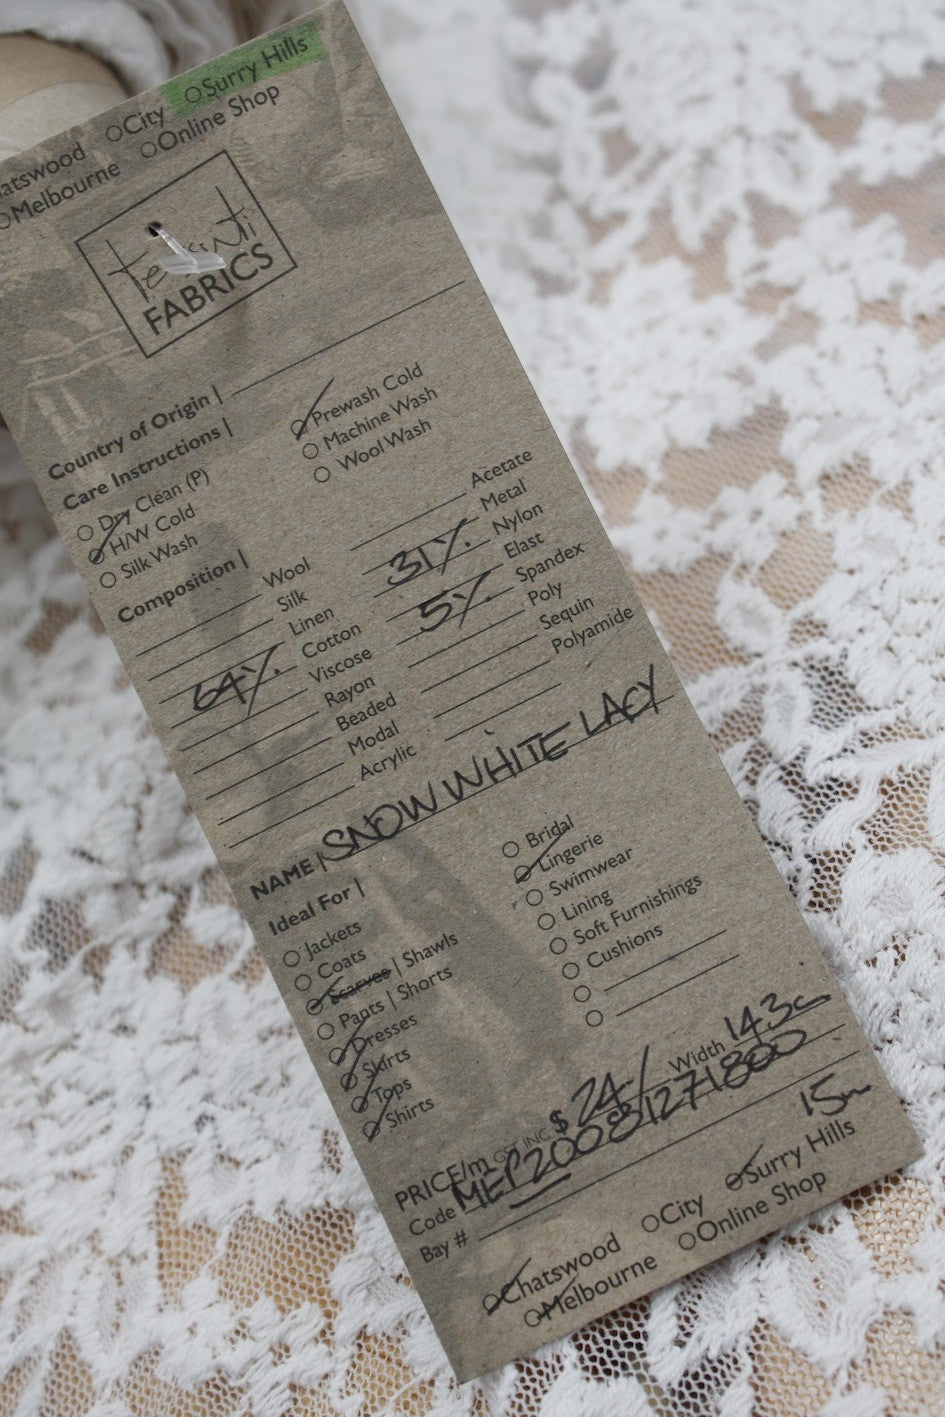 Chatswood ○City ○Surry Hills
○Melbourne ○Online Shop
tessuti
FABRICS
Country of Origin |
Care Instructions |
Dry Clean (P)
H/W Cold
Silk Wash
Prewash Cold
Machine Wash
Wool Wash
Composition |
Wool
Silk
Linen
64% Cotton
Viscose
Rayon
Beaded
Modal
Acrylic
Acetate
Metal
31% Nylon
Elast
5% Spandex
Poly
Sequin
Polyamide
NAME | SNOW WHITE LACY
Ideal For |
Jackets
Coats
Scarves | Shawls
Pants | Shorts
Dresses
Skirts
Tops
Shirts
Bridal
Lingerie
Swimwear
Lining
Soft Furnishings
Cushions
PRICE/m GST INC $ 24/ Width 143c
Code MEP20081271800
Bay # 15m
Chatswood ○City Surry Hills
Melbourne ○Online Shop